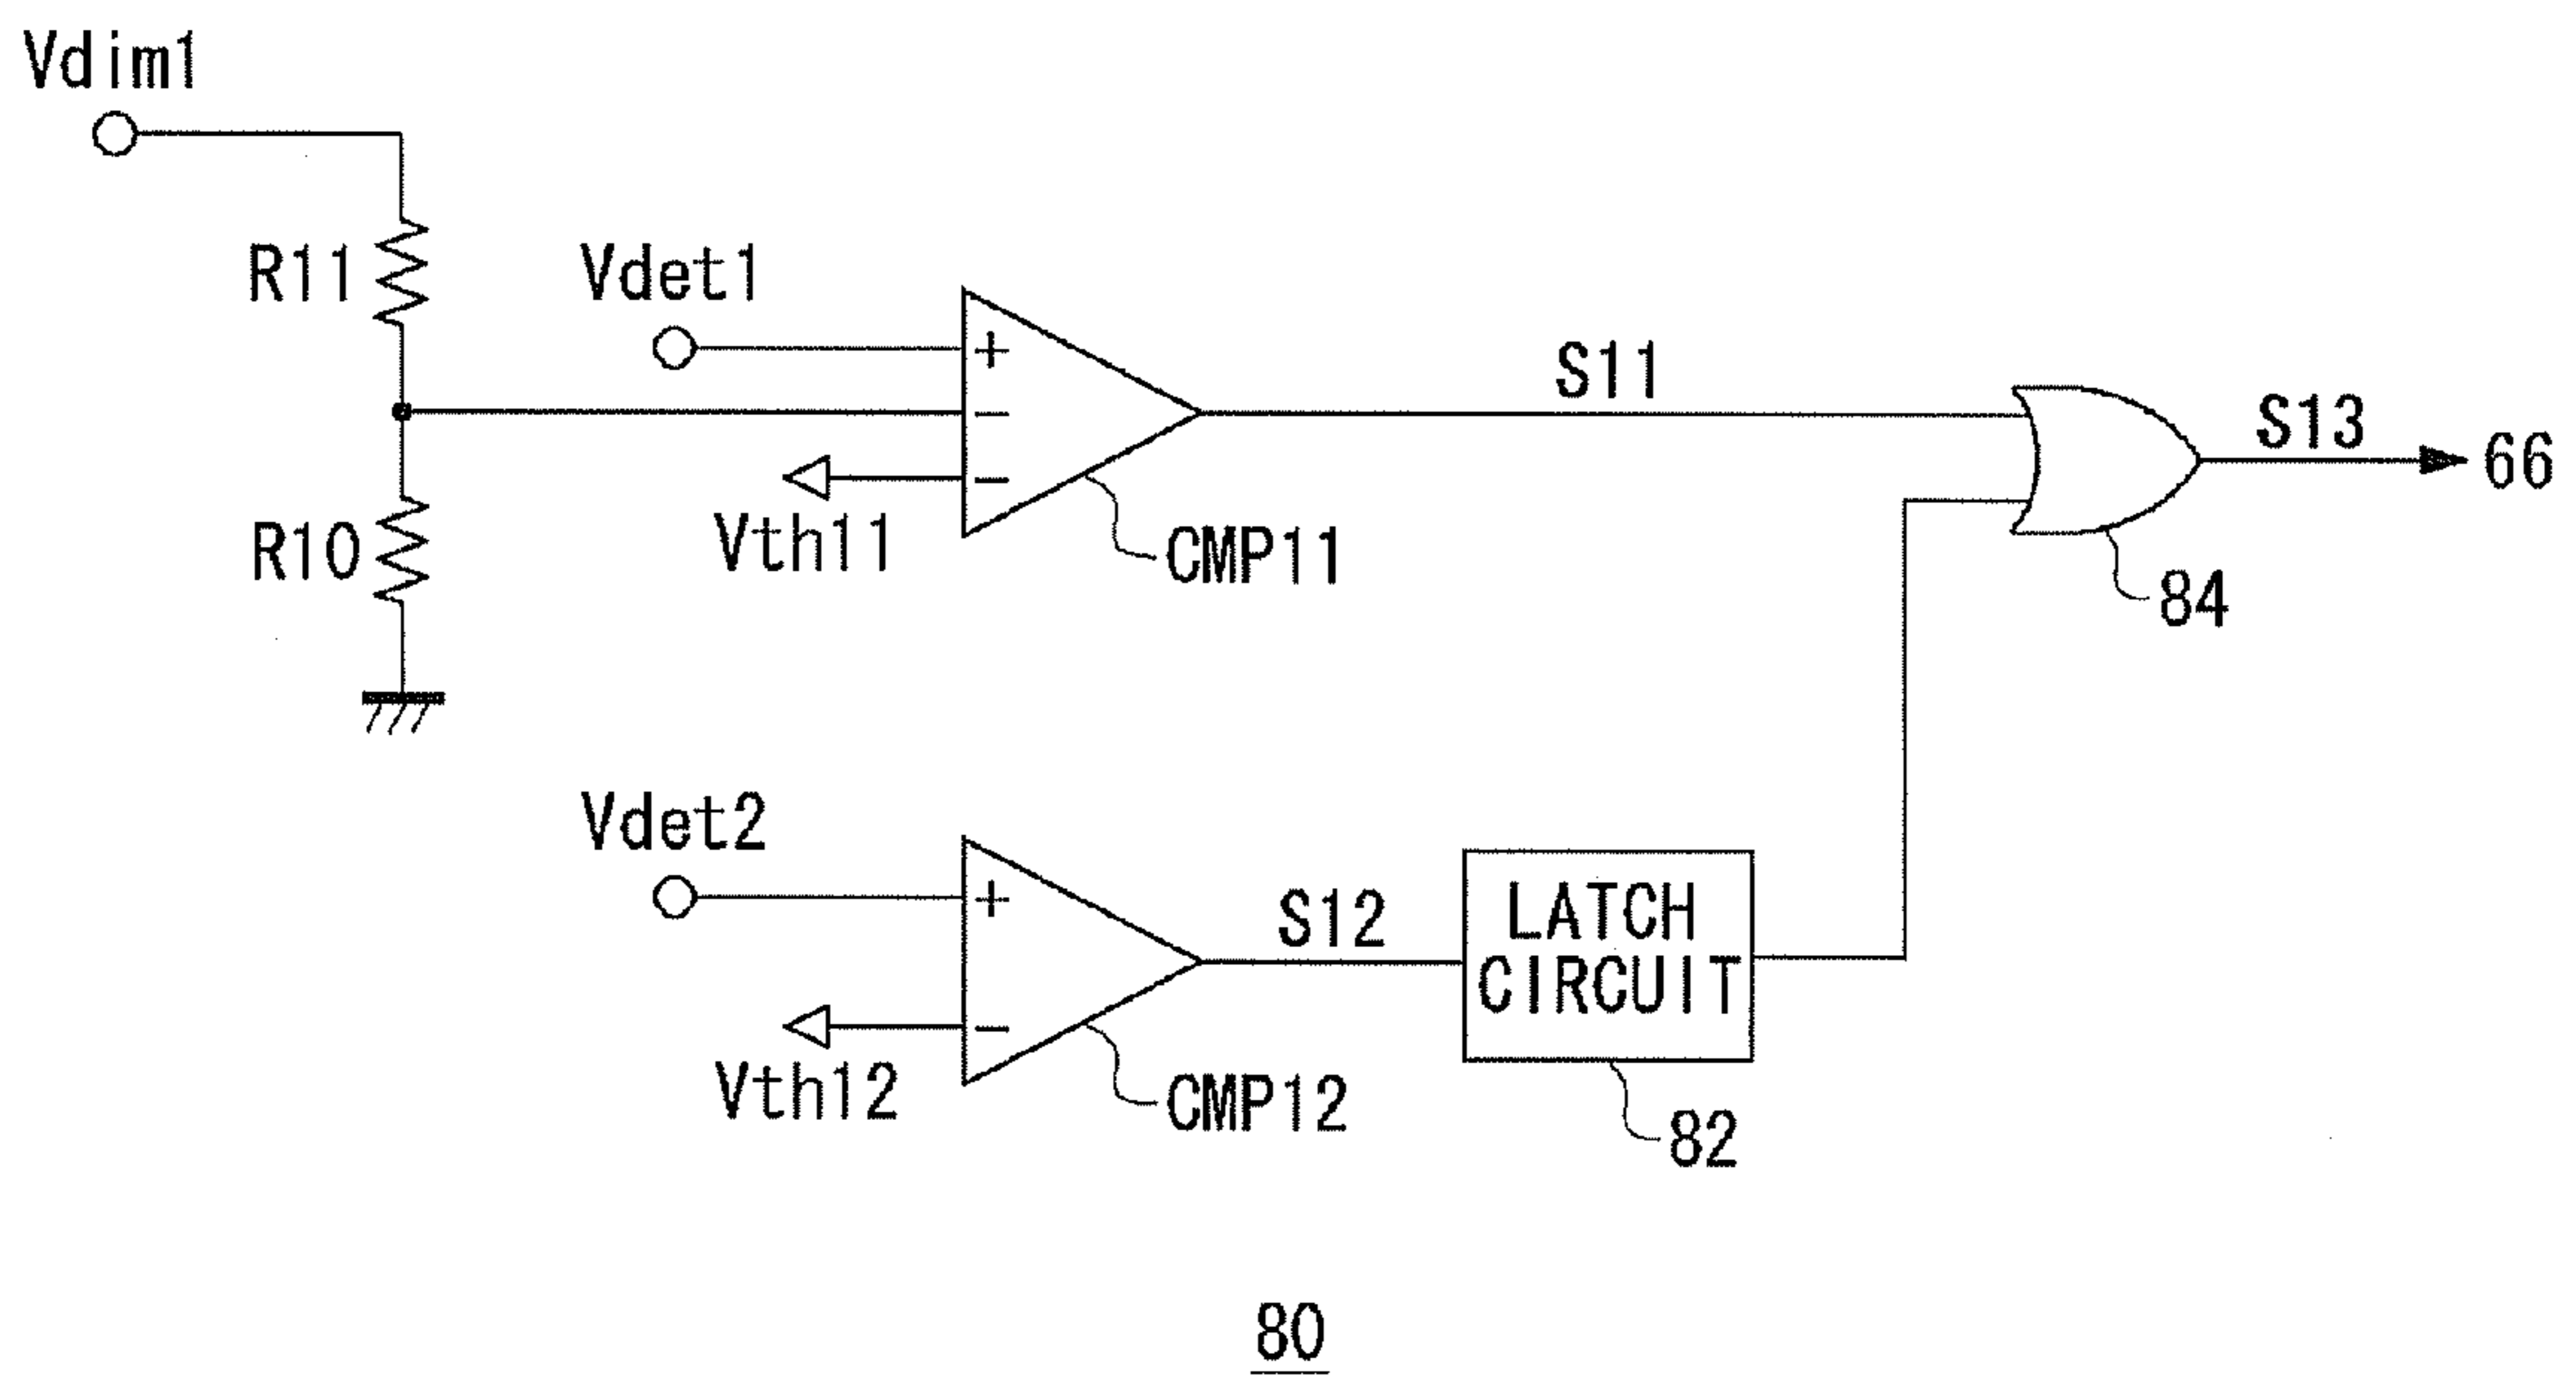 Vdim1
R11
Vdet1
+
−
−
Vth11
CMP11
S11
S13
66
84
R10
Vdet2
+
−
Vth12
CMP12
S12
LATCH
CIRCUIT
82
80